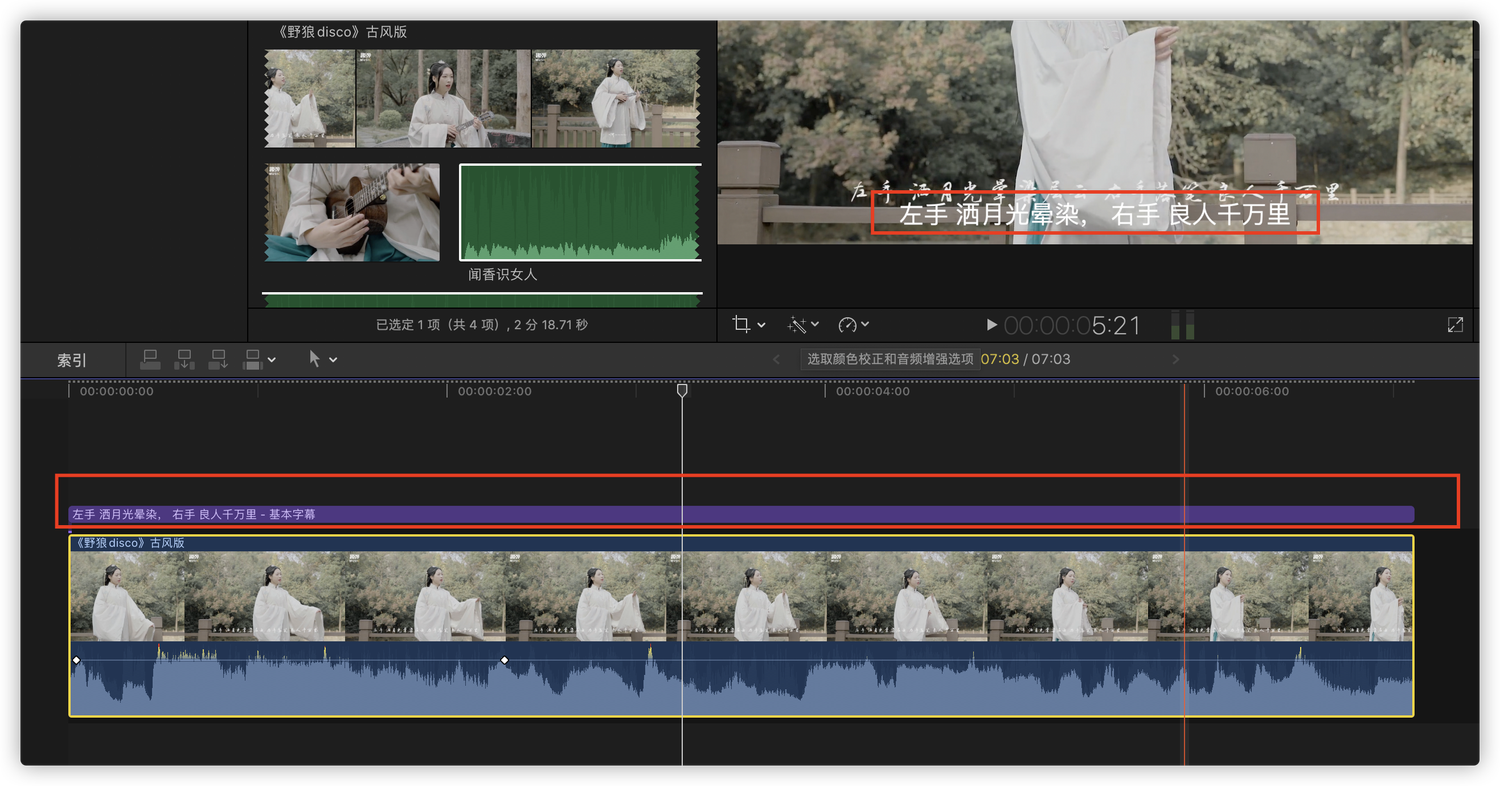 《野狼disco》古风版
左手 洒月光晕染， 右手 良人千万里
闻香识女人
已选定 1 项（共 4 项）, 2 分 18.71 秒
00:00:00:05:21
索引
选取颜色校正和音频增强选项 07:03 / 07:03
00:00:00:00
00:00:02:00
00:00:04:00
00:00:06:00
左手 洒月光晕染， 右手 良人千万里 - 基本字幕
《野狼disco》古风版